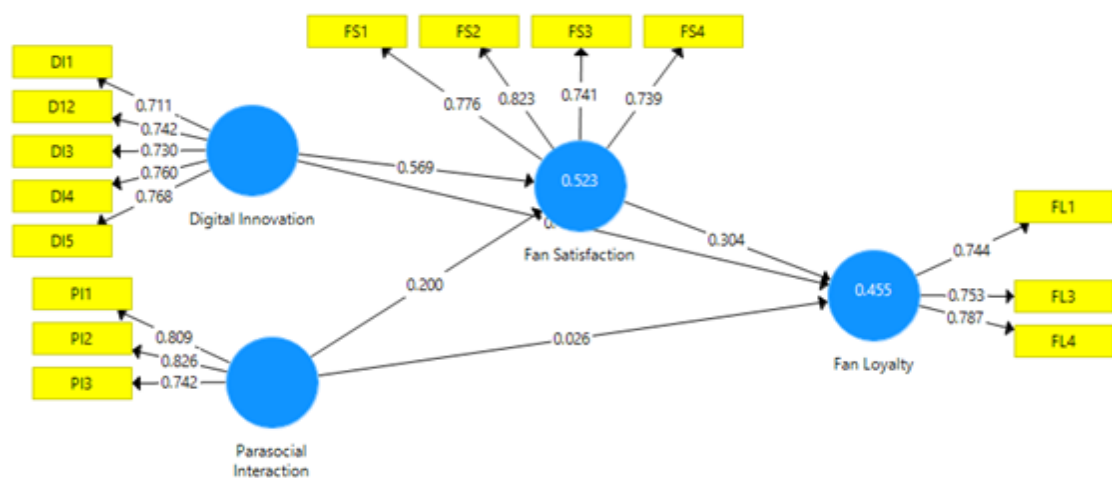 FS1
FS2
FS3
FS4
DI1
D12
DI3
DI4
DI5
0.711
0.742
0.730
0.760
0.768
0.776
0.823
0.741
0.739
Digital Innovation
0.569
0.523
Fan Satisfaction
0.304
0.200
0.026
0.455
Fan Loyalty
FL1
FL3
FL4
0.744
0.753
0.787
PI1
PI2
PI3
0.809
0.826
0.742
Parasocial
Interaction